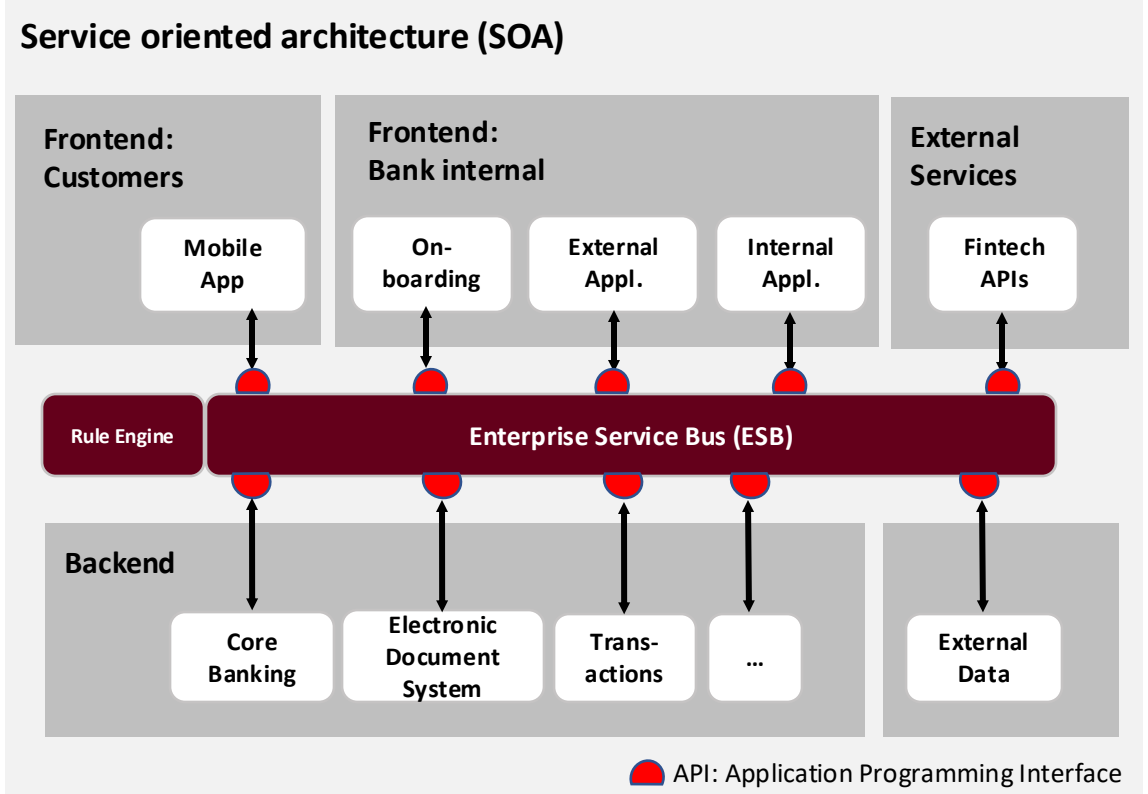 Service oriented architecture (SOA)
Frontend:
Customers
Frontend:
Bank internal
External
Services
Mobile
App
On-
boarding
External
Appl.
Internal
Appl.
Fintech
APIs
Rule Engine
Enterprise Service Bus (ESB)
Backend
Core
Banking
Electronic
Document
System
Trans-
actions
...
External
Data
API: Application Programming Interface